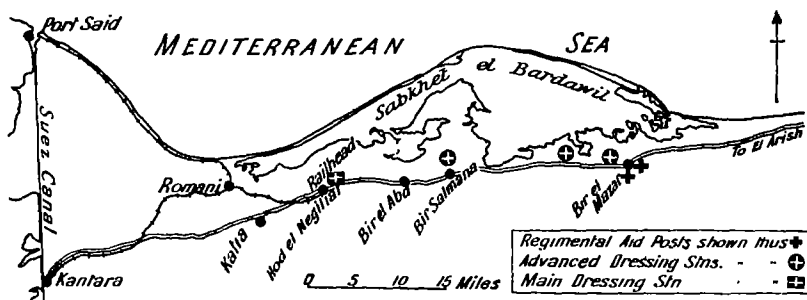 Port Said
MEDITERRANEAN SEA
Sabkhet el Bardawil
Suez Canal
To El Arish
Romani
Railhead
Katia
Hod el Negiliat
Bir el Abd
Bir Salmana
Bir el Mazar
Kantara
0 5 10 15 Miles
Regimental Aid Posts shown thus
Advanced Dressing Stns. " "
Main Dressing Stn " "